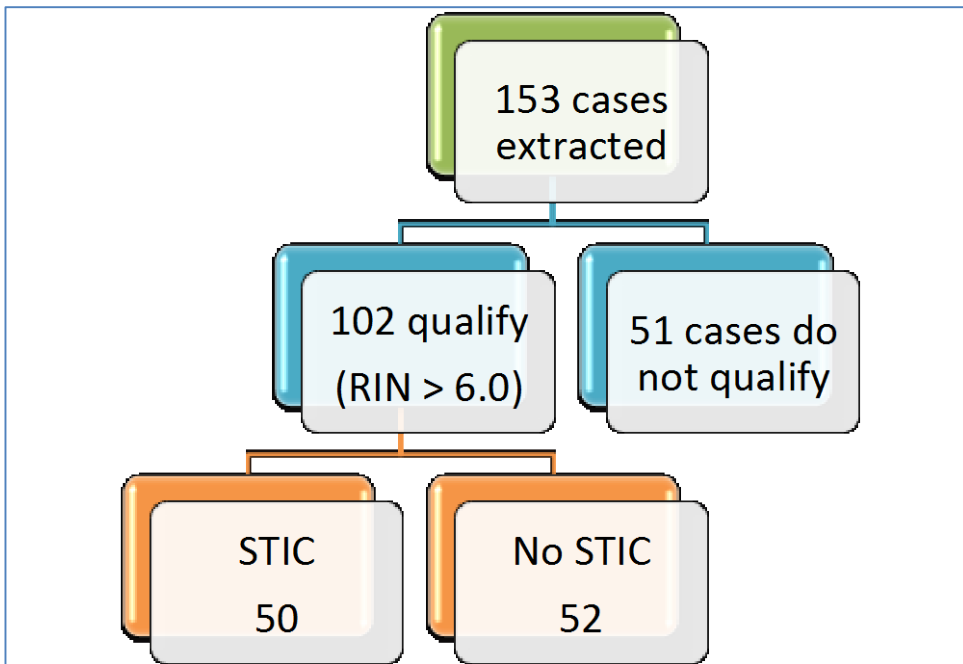 153 cases
extracted
102 qualify
(RIN > 6.0)
51 cases do
not qualify
STIC
50
No STIC
52